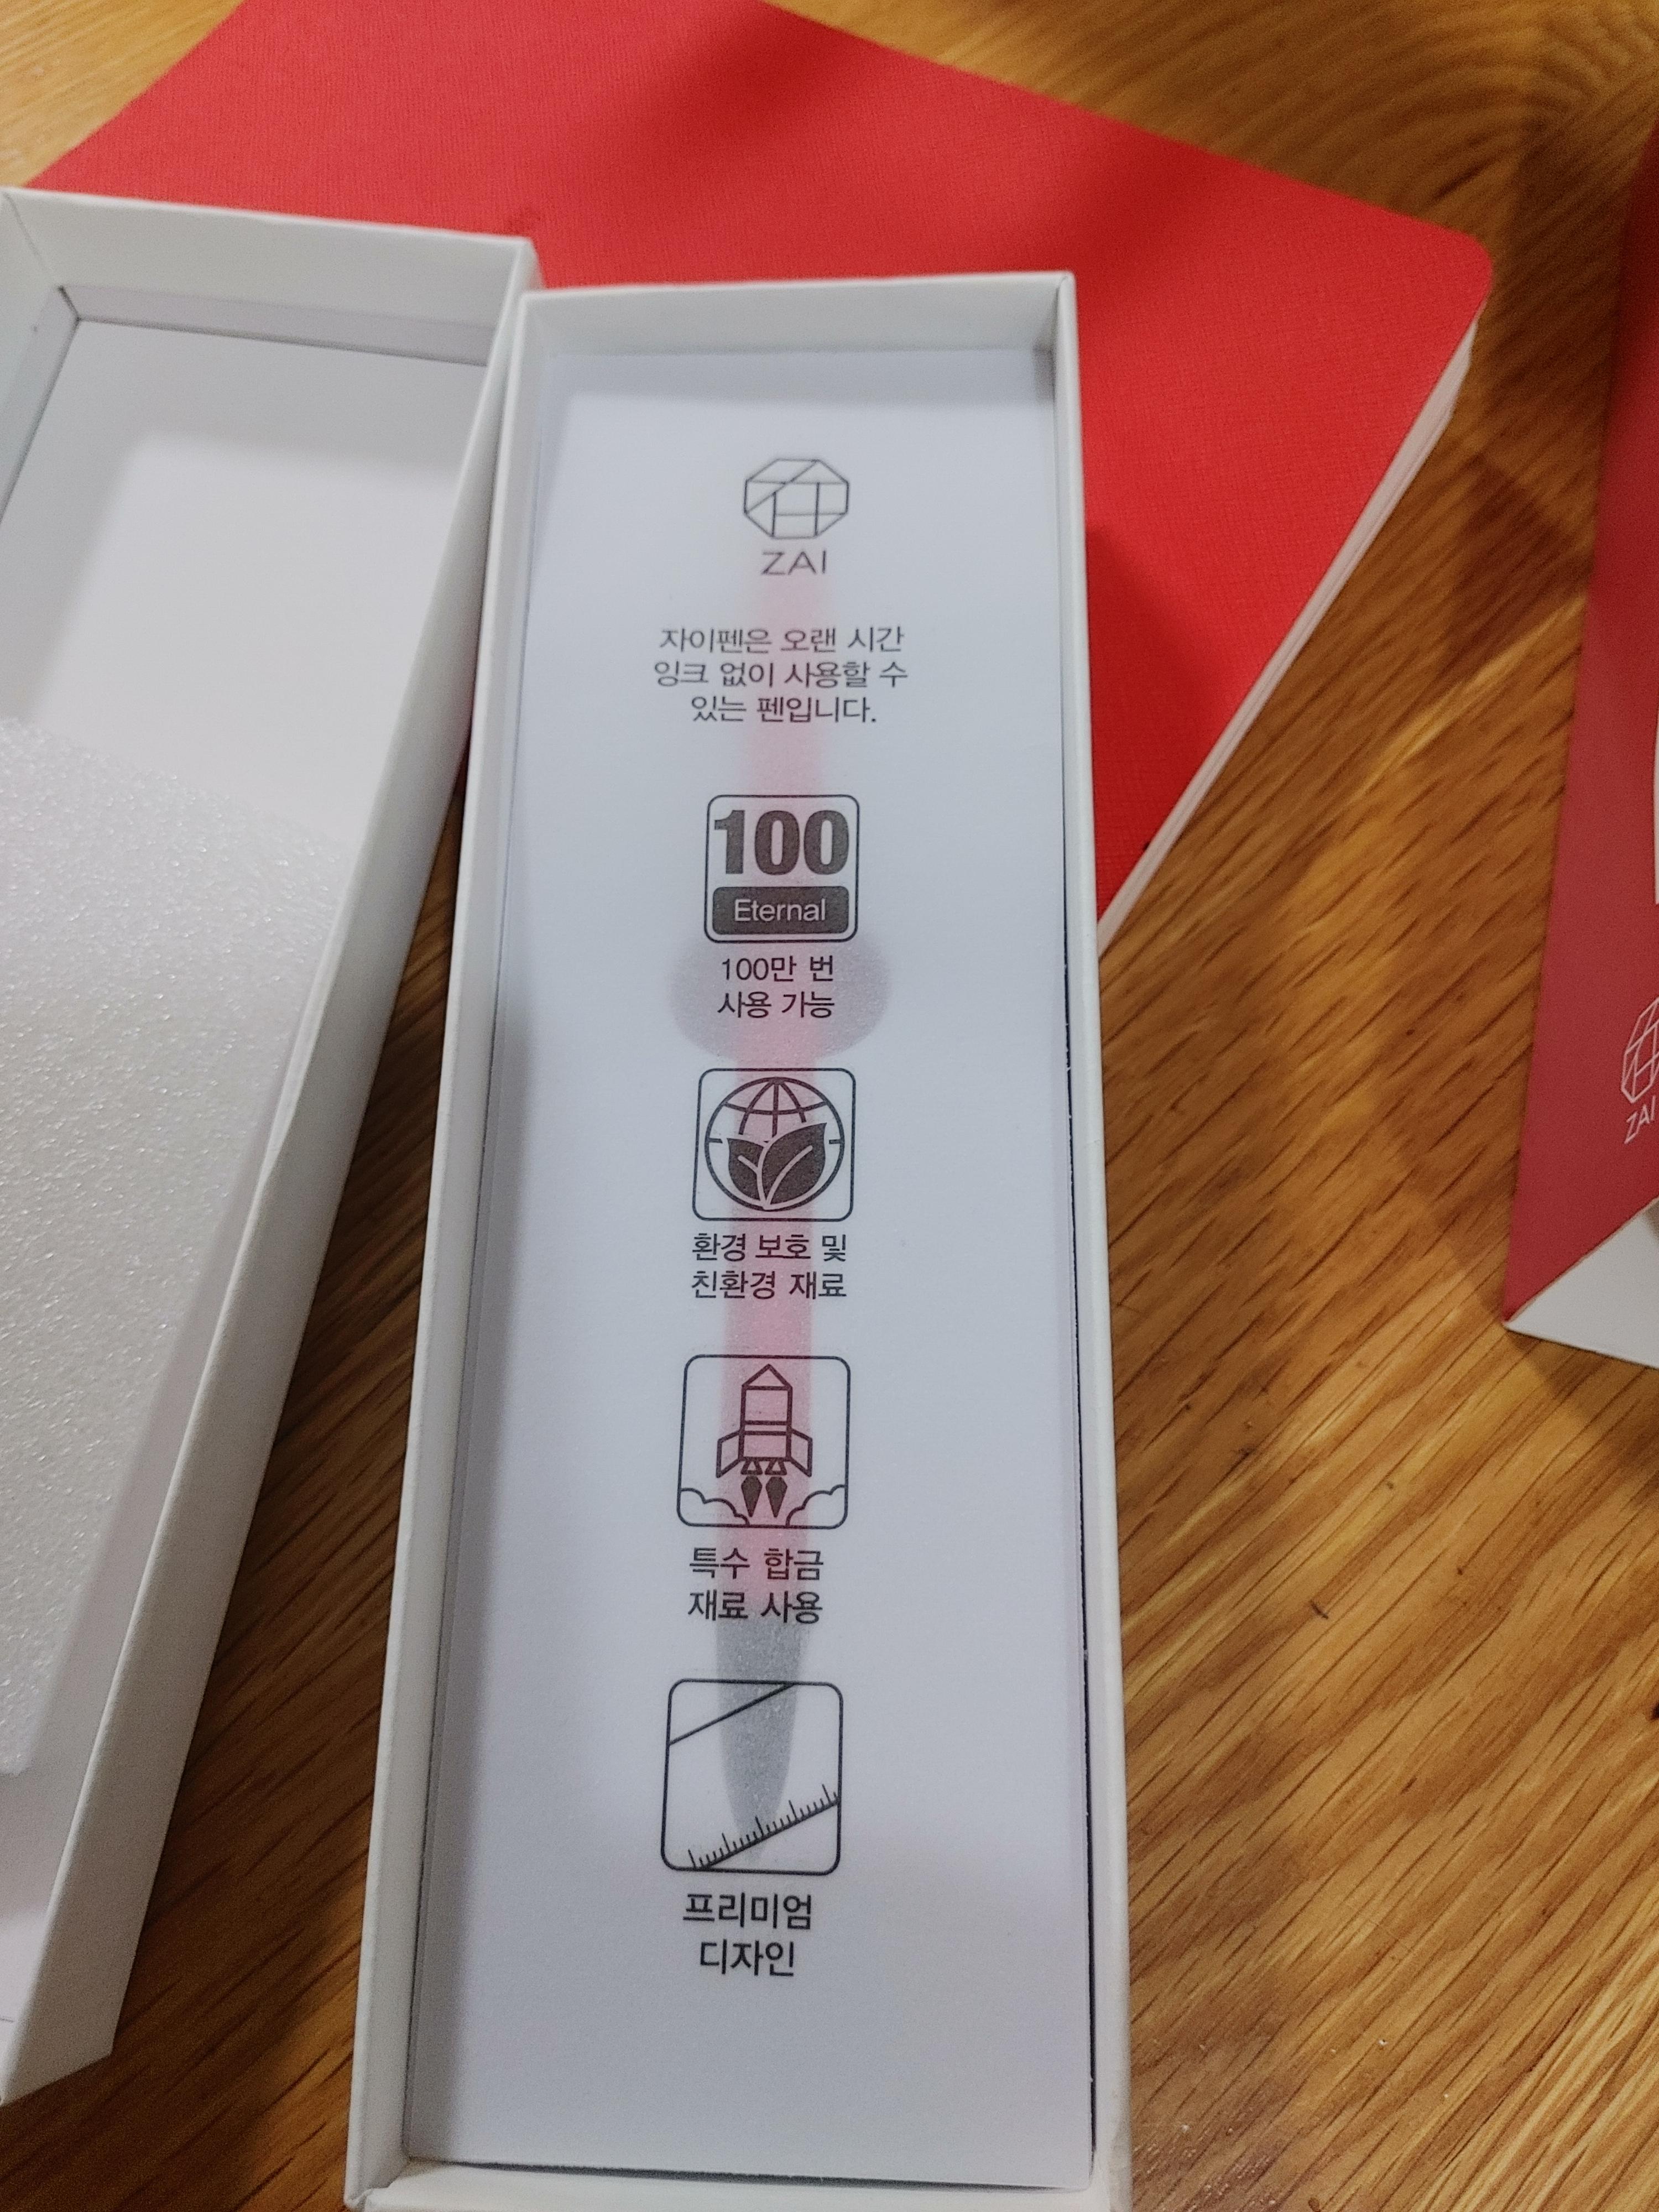 ZAI
자이펜은 오랜 시간
잉크 없이 사용할 수
있는 펜입니다.
100
Eternal
100만 번
사용 가능
환경 보호 및
친환경 재료
특수 합금
재료 사용
프리미엄
디자인
ZAI